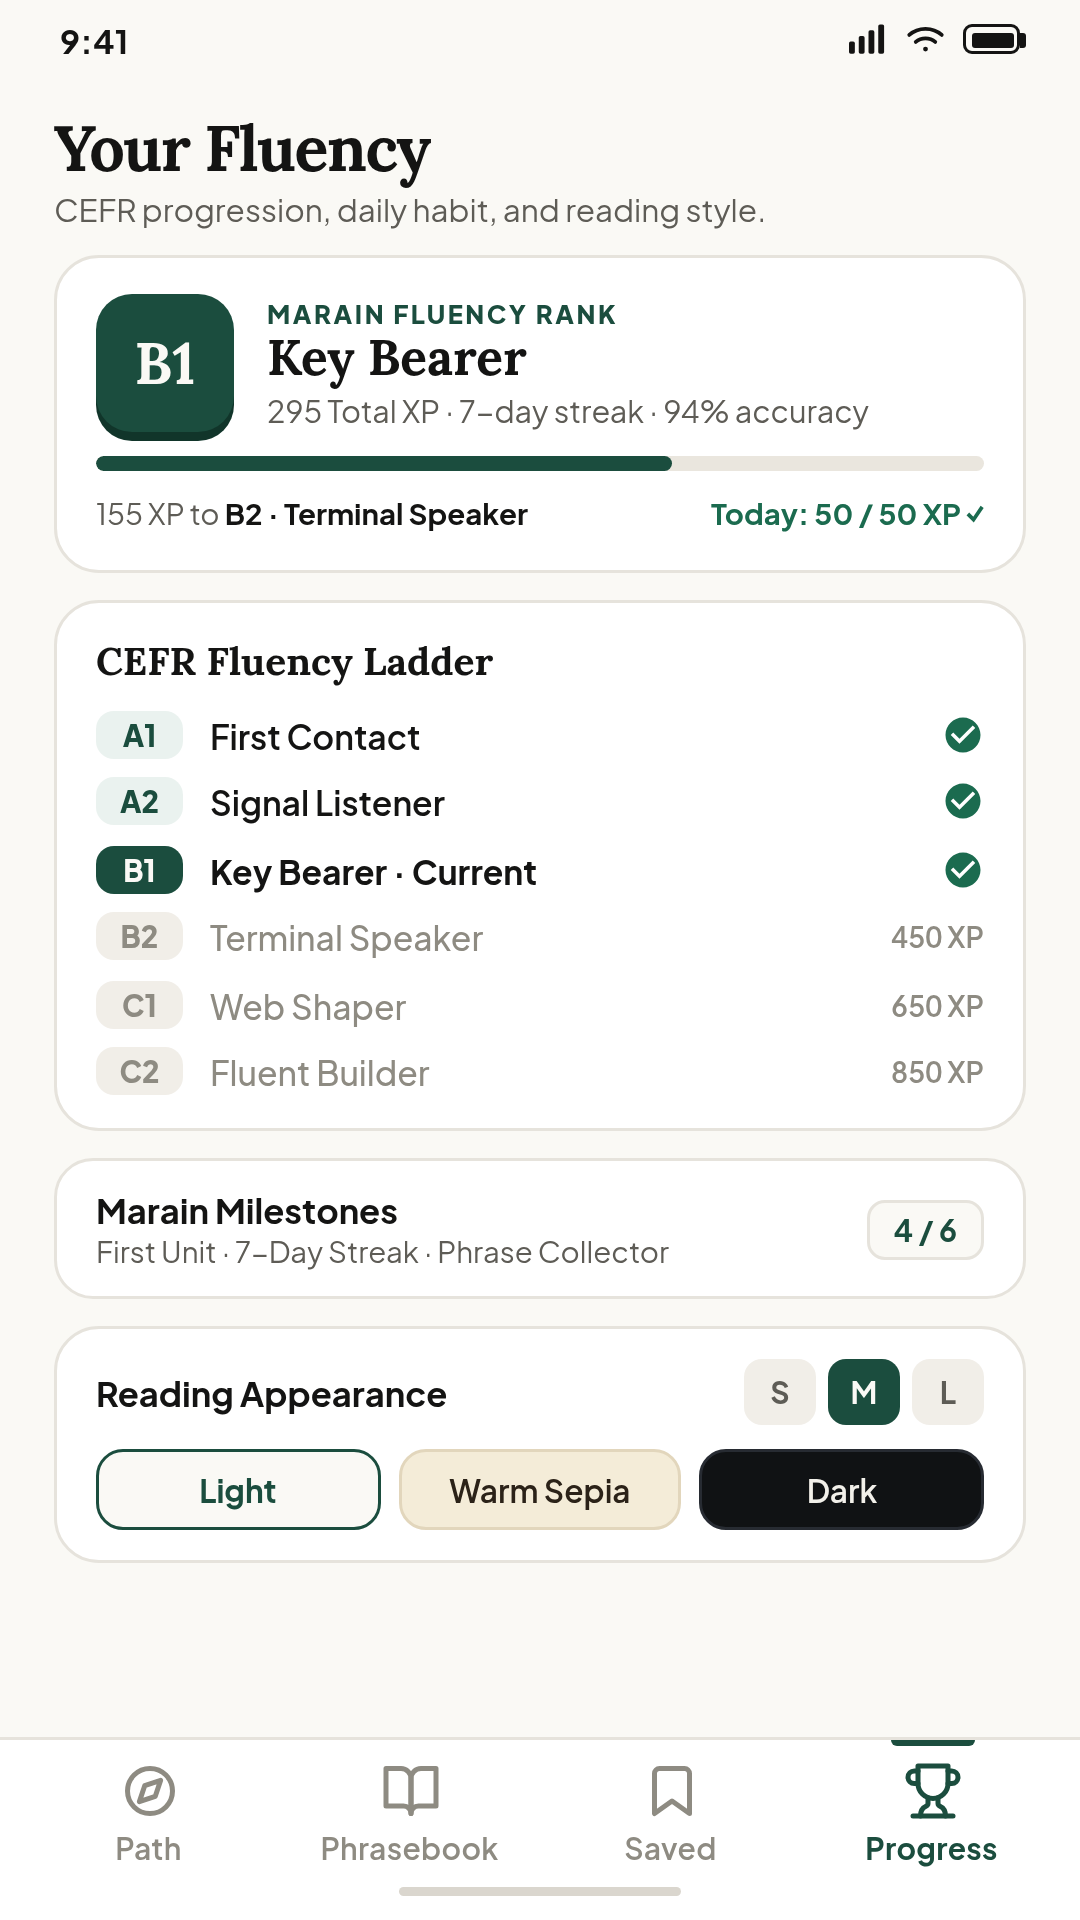 9:41
Your Fluency
CEFR progression, daily habit, and reading style.
B1
MARAIN FLUENCY RANK
Key Bearer
295 Total XP · 7–day streak · 94% accuracy
155 XP to B2 · Terminal Speaker
Today: 50 / 50 XP ✓
CEFR Fluency Ladder
A1 First Contact
A2 Signal Listener
B1 Key Bearer · Current
B2 Terminal Speaker 450 XP
C1 Web Shaper 650 XP
C2 Fluent Builder 850 XP
Marain Milestones
First Unit · 7–Day Streak · Phrase Collector
4 / 6
Reading Appearance
S M L
Light Warm Sepia Dark
Path Phrasebook Saved Progress